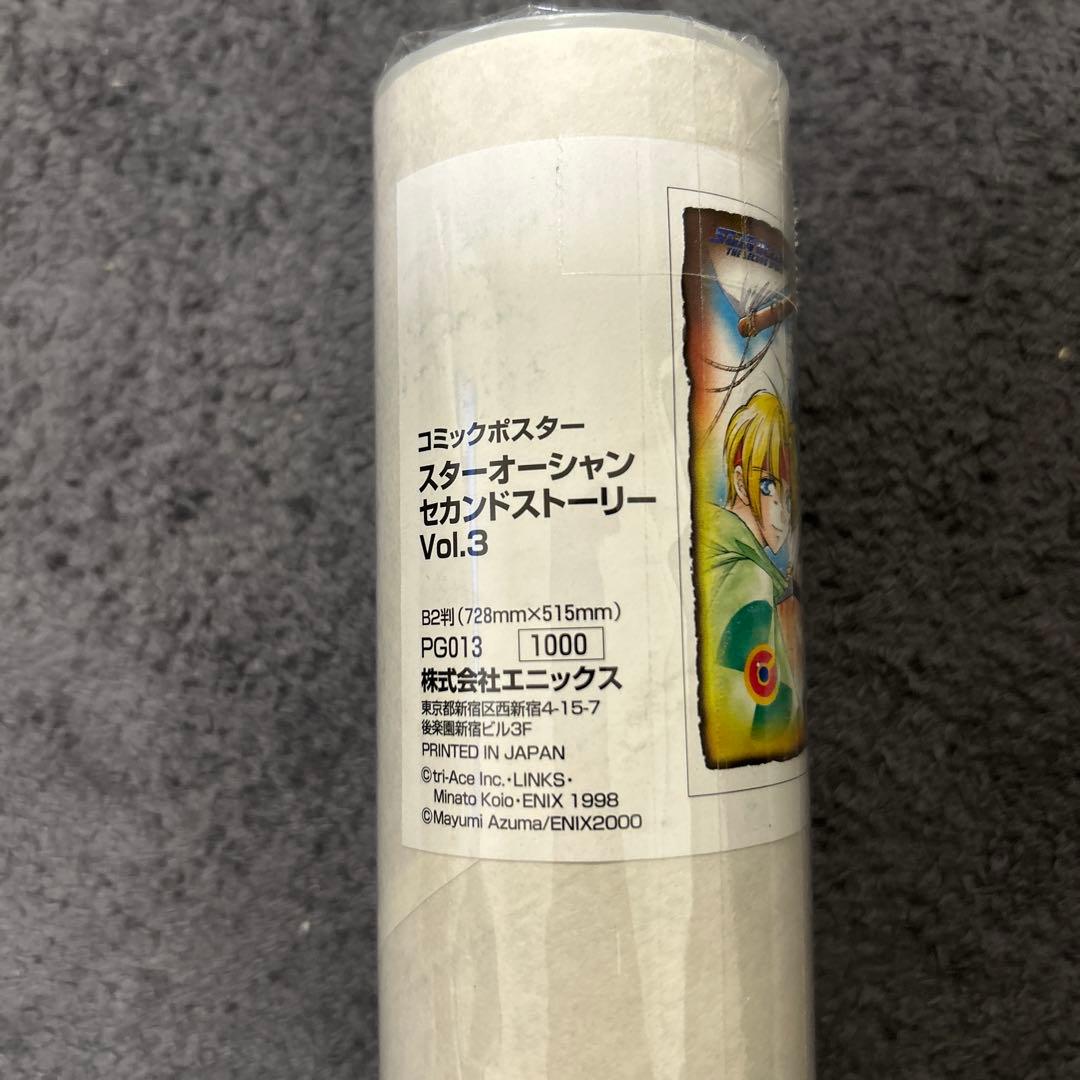 コミックポスター
スターオーシャン
セカンドストーリー
Vol.3
B2判(728mm×515mm)
PG013 1000
株式会社エニックス
東京都新宿区西新宿4-15-7
後楽園新宿ビル3F
PRINTED IN JAPAN
©tri-Ace Inc.・LINKS・
Minato Koio・ENIX 1998
©Mayumi Azuma/ENIX2000
THE SECOND